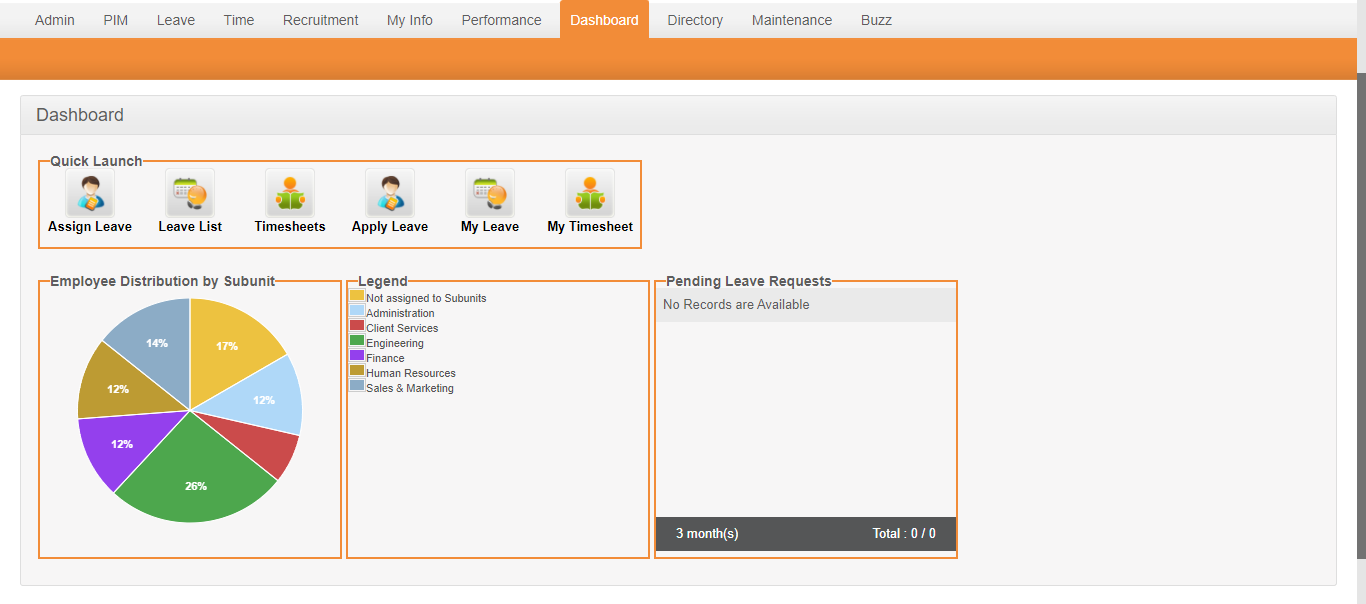 Admin PIM Leave Time Recruitment My Info Performance Dashboard Directory Maintenance Buzz
Dashboard
Quick Launch
Assign Leave Leave List Timesheets Apply Leave My Leave My Timesheet
Employee Distribution by Subunit
17%
12%
26%
12%
12%
14%
Legend
Not assigned to Subunits
Administration
Client Services
Engineering
Finance
Human Resources
Sales & Marketing
Pending Leave Requests
No Records are Available
3 month(s) Total : 0 / 0